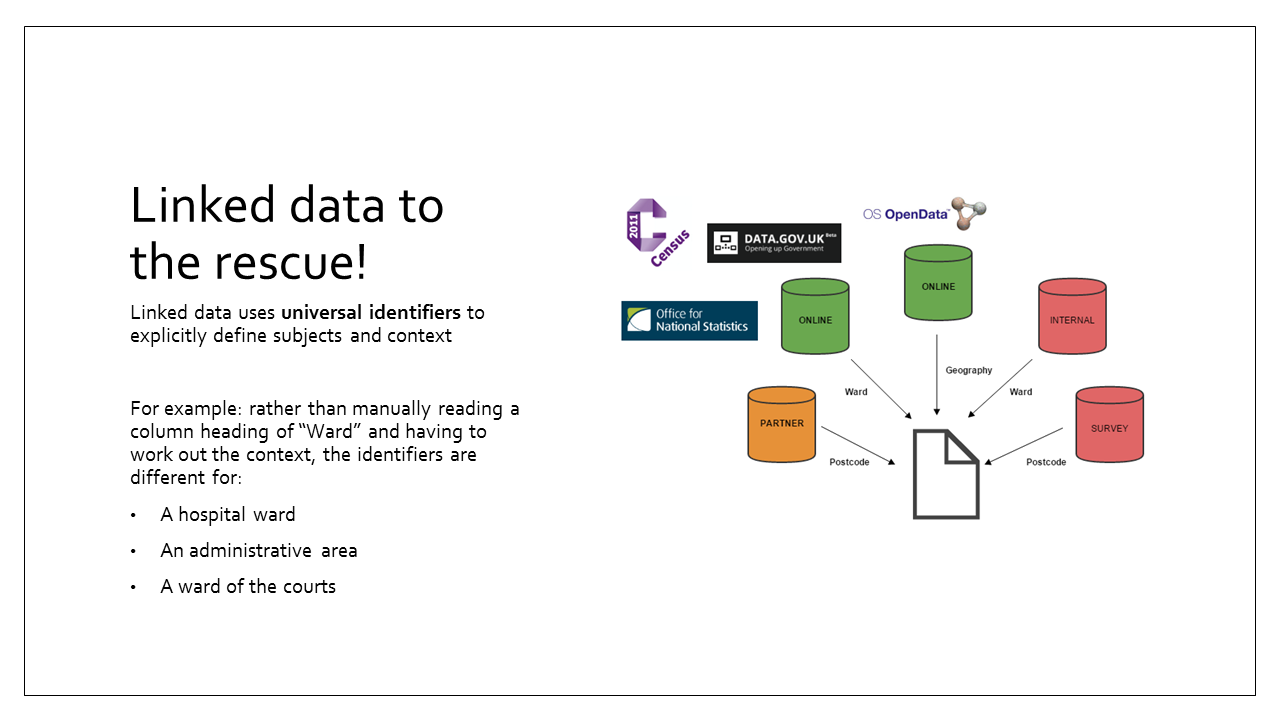 Linked data to
the rescue!
Linked data uses universal identifiers to
explicitly define subjects and context
For example: rather than manually reading a
column heading of “Ward” and having to
work out the context, the identifiers are
different for:
• A hospital ward
• An administrative area
• A ward of the courts
2011
Census
DATA.GOV.UK Beta
Opening up Government
OS OpenData™
Office for
National Statistics
ONLINE
ONLINE
INTERNAL
PARTNER
SURVEY
Ward
Geography
Ward
Postcode
Postcode